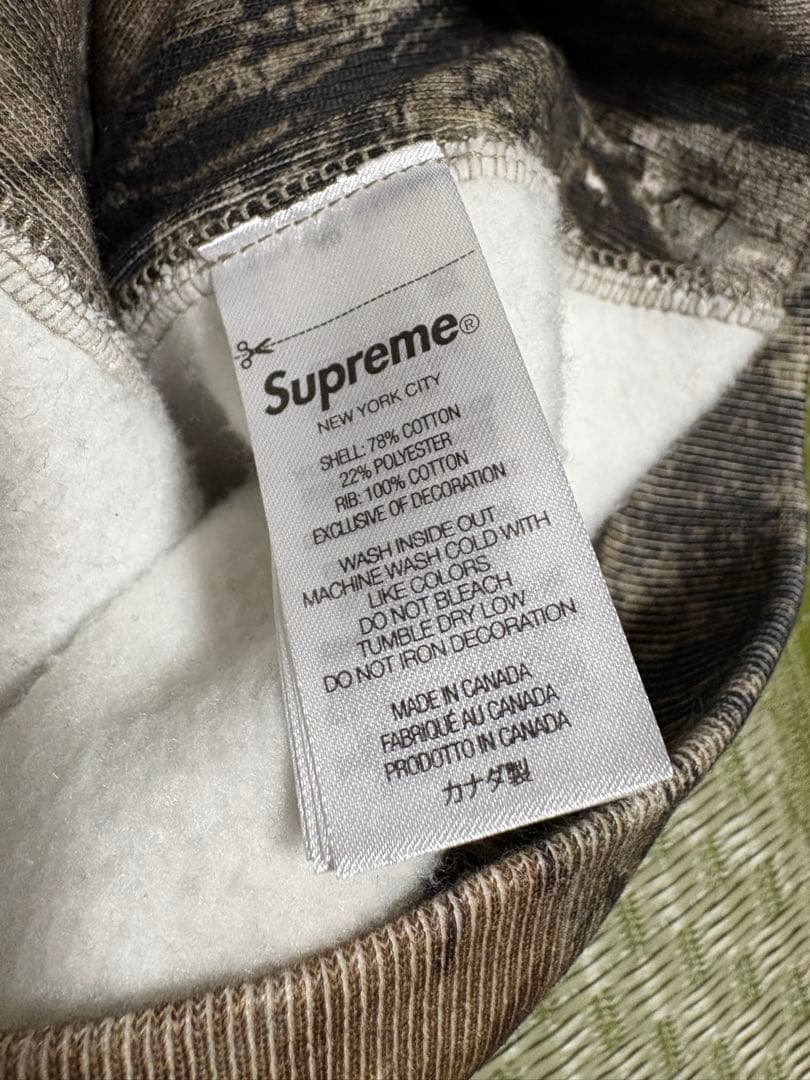 Supreme®
NEW YORK CITY
SHELL: 78% COTTON
22% POLYESTER
RIB: 100% COTTON
EXCLUSIVE OF DECORATION
WASH INSIDE OUT
MACHINE WASH COLD WITH
LIKE COLORS
DO NOT BLEACH
TUMBLE DRY LOW
DO NOT IRON DECORATION
MADE IN CANADA
FABRIQUÉ AU CANADA
PRODOTTO IN CANADA
カナダ製